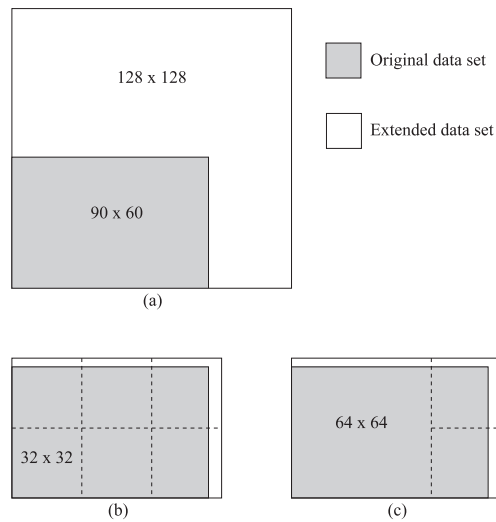 128 x 128
Original data set
Extended data set
90 x 60
(a)
32 x 32
(b)
64 x 64
(c)